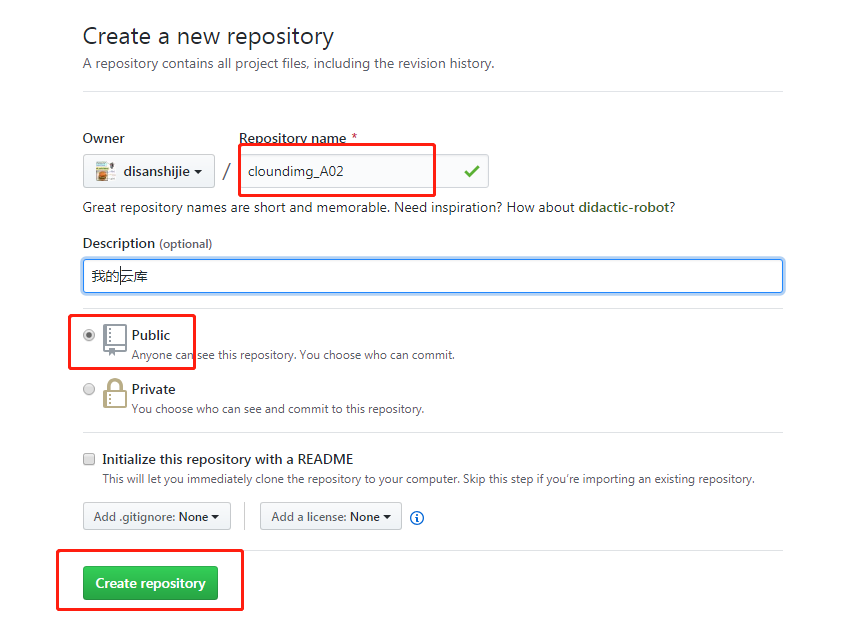 Create a new repository
A repository contains all project files, including the revision history.
Owner
Repository name *
disanshijie / cloundimg_A02
Great repository names are short and memorable. Need inspiration? How about didactic-robot?
Description (optional)
我的云库
Public
Anyone can see this repository. You choose who can commit.
Private
You choose who can see and commit to this repository.
Initialize this repository with a README
This will let you immediately clone the repository to your computer. Skip this step if you’re importing an existing repository.
Add .gitignore: None
Add a license: None
Create repository